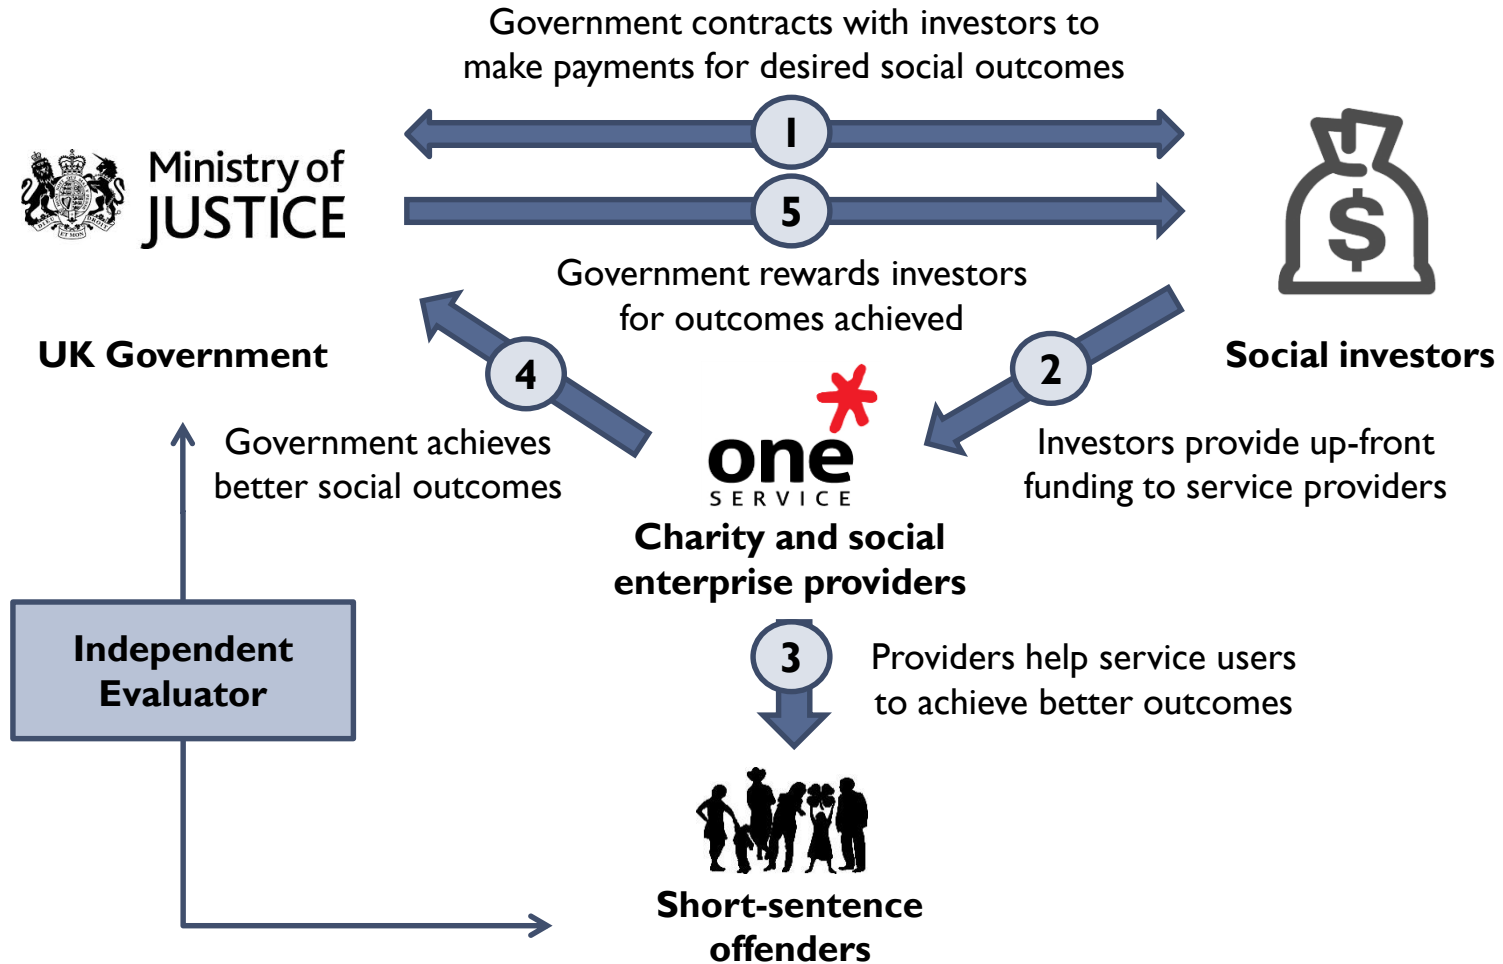 Government contracts with investors to
make payments for desired social outcomes
1
Ministry of
JUSTICE
5
$
Government rewards investors
for outcomes achieved
UK Government
4
2
Social investors
one
SERVICE
Government achieves
better social outcomes
Investors provide up-front
funding to service providers
Charity and social
enterprise providers
Independent
Evaluator
3
Providers help service users
to achieve better outcomes
Short-sentence
offenders